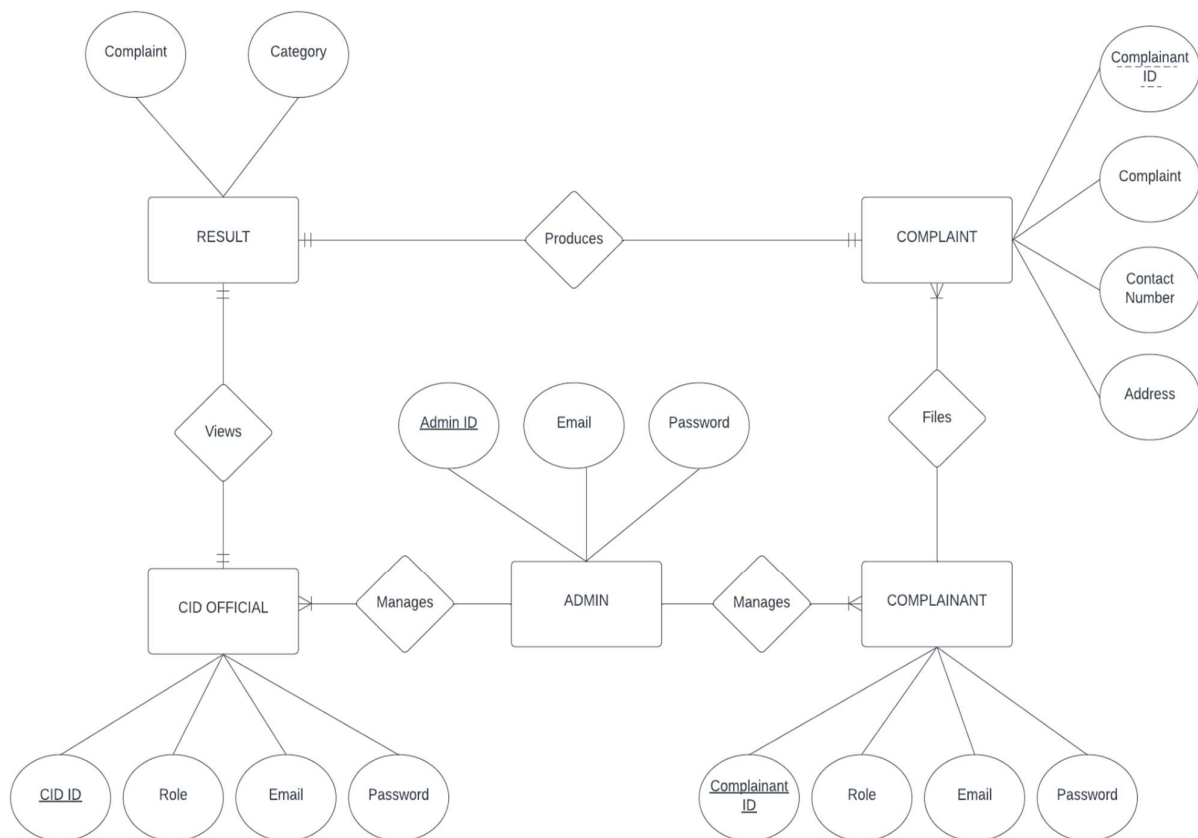 Complaint
Category
Complainant
ID
Complaint
RESULT
Produces
COMPLAINT
Contact
Number
Address
Views
Admin ID
Email
Password
Files
CID OFFICIAL
Manages
ADMIN
Manages
COMPLAINANT
CID ID
Role
Email
Password
Complainant
ID
Role
Email
Password